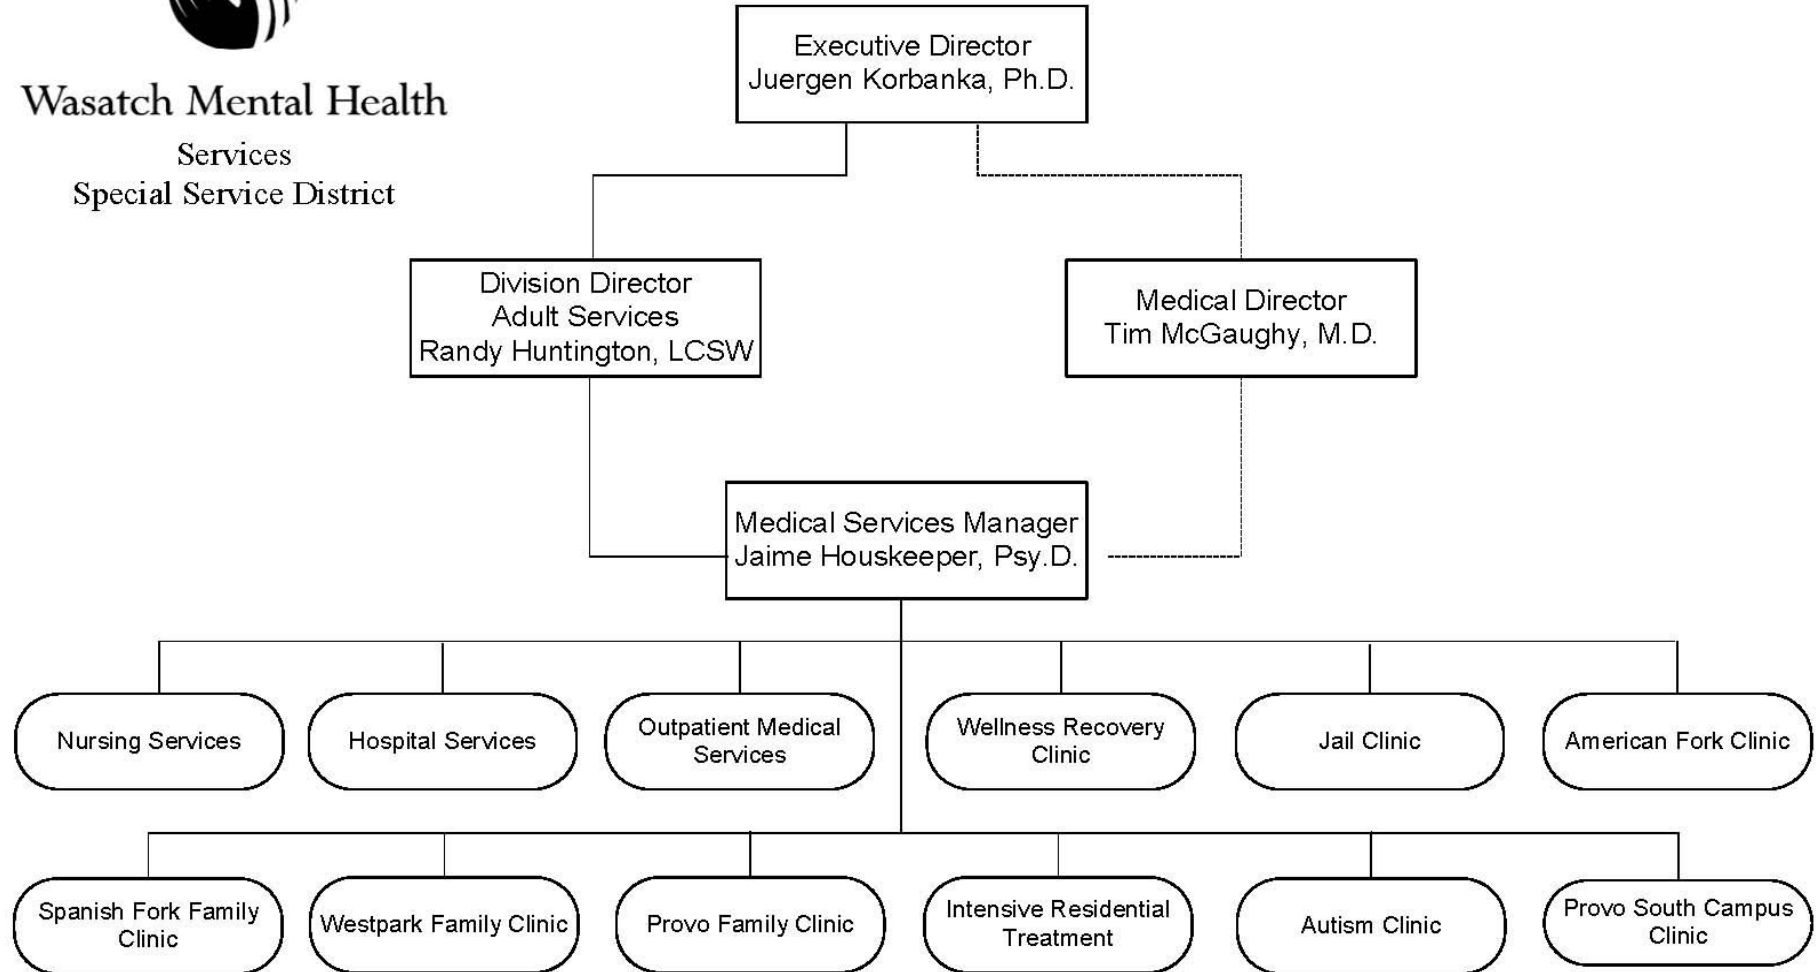 Wasatch Mental Health
Services
Special Service District
Executive Director
Juergen Korbanka, Ph.D.
Division Director
Adult Services
Randy Huntington, LCSW
Medical Director
Tim McGaughy, M.D.
Medical Services Manager
Jaime Houskeeper, Psy.D.
Nursing Services
Hospital Services
Outpatient Medical
Services
Wellness Recovery
Clinic
Jail Clinic
American Fork Clinic
Spanish Fork Family
Clinic
Westpark Family Clinic
Provo Family Clinic
Intensive Residential
Treatment
Autism Clinic
Provo South Campus
Clinic